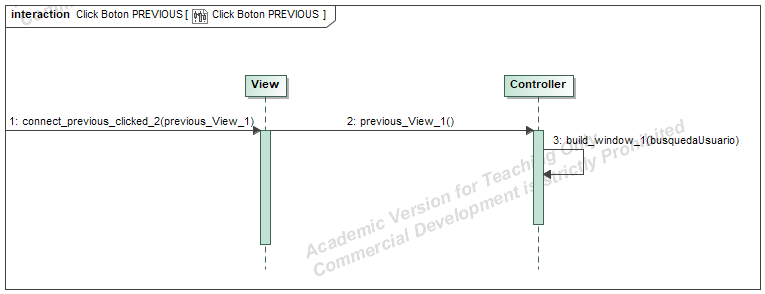 interaction Click Boton PREVIOUS [ Click Boton PREVIOUS ]
View
Controller
1: connect_previous_clicked_2(previous_View_1)
2: previous_View_1()
3: build_window_1(busquedaUsuario)
Academic Version for Teaching Only
Commercial Development is strictly Prohibited